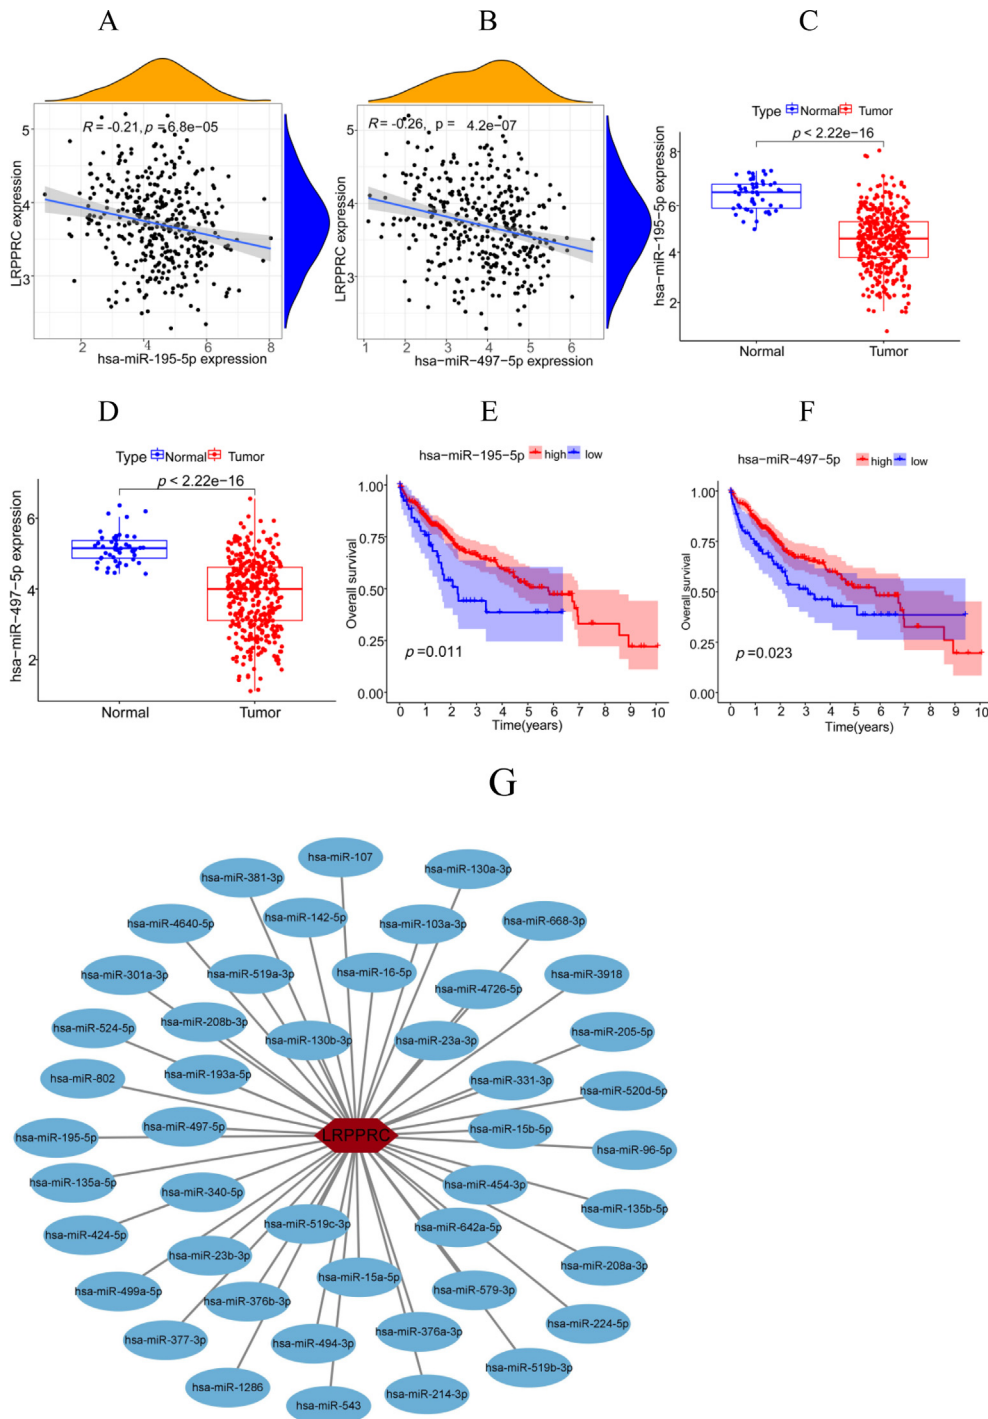 A
B
C
R = -0.21, p = 6.8e-05
LRPPRC expression
5
4
3
2
4
6
8
hsa-miR-195-5p expression
R = -0.26, p = 4.2e-07
LRPPRC expression
5
4
3
1
2
3
4
5
6
hsa-miR-497-5p expression
Type Normal Tumor
p < 2.22e-16
hsa-miR-195-5p expression
8
6
4
2
Normal
Tumor
D
E
F
Type Normal Tumor
p < 2.22e-16
hsa-miR-497-5p expression
6
4
2
Normal
Tumor
hsa-miR-195-5p high low
Overall survival
1.00
0.75
0.50
0.25
0.00
p=0.011
0 1 2 3 4 5 6 7 8 9 10
Time(years)
hsa-miR-497-5p high low
Overall survival
1.00
0.75
0.50
0.25
0.00
p=0.023
0 1 2 3 4 5 6 7 8 9 10
Time(years)
G
hsa-miR-107
hsa-miR-130a-3p
hsa-miR-381-3p
hsa-miR-142-5p
hsa-miR-103a-3p
hsa-miR-668-3p
hsa-miR-4640-5p
hsa-miR-301a-3p
hsa-miR-519a-3p
hsa-miR-16-5p
hsa-miR-4726-5p
hsa-miR-3918
hsa-miR-524-5p
hsa-miR-208b-3p
hsa-miR-130b-3p
hsa-miR-23a-3p
hsa-miR-205-5p
hsa-miR-802
hsa-miR-193a-5p
hsa-miR-331-3p
hsa-miR-520d-5p
hsa-miR-195-5p
hsa-miR-497-5p
LRPPRC
hsa-miR-15b-5p
hsa-miR-96-5p
hsa-miR-135a-5p
hsa-miR-340-5p
hsa-miR-454-3p
hsa-miR-135b-5p
hsa-miR-424-5p
hsa-miR-519c-3p
hsa-miR-642a-5p
hsa-miR-23b-3p
hsa-miR-208a-3p
hsa-miR-499a-5p
hsa-miR-376b-3p
hsa-miR-15a-5p
hsa-miR-579-3p
hsa-miR-224-5p
hsa-miR-377-3p
hsa-miR-494-3p
hsa-miR-376a-3p
hsa-miR-519b-3p
hsa-miR-1286
hsa-miR-543
hsa-miR-214-3p